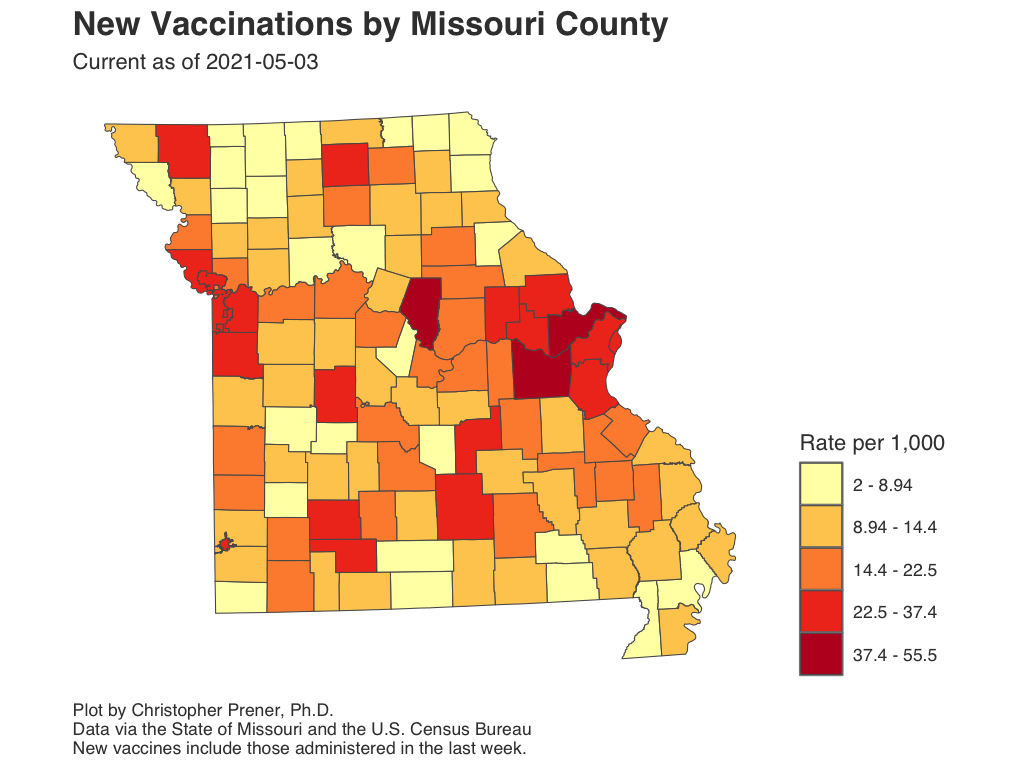 New Vaccinations by Missouri County
Current as of 2021-05-03
Rate per 1,000
2 - 8.94
8.94 - 14.4
14.4 - 22.5
22.5 - 37.4
37.4 - 55.5
Plot by Christopher Prener, Ph.D.
Data via the State of Missouri and the U.S. Census Bureau
New vaccines include those administered in the last week.